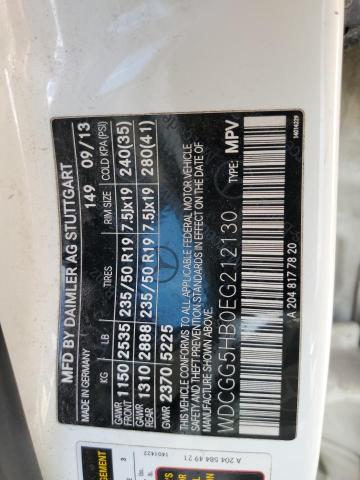 MFD BY DAIMLER AG STUTTGART
MADE IN GERMANY 149 09/13
KG LB TIRES RIM SIZE COLD KPA (PSI)
GAWR FRONT 1150 2535 235/50 R19 7.5Jx19 240(35)
GAWR REAR 1310 2888 235/50 R19 7.5Jx19 280(41)
GVWR 2370 5225
THIS VEHICLE CONFORMS TO ALL APPLICABLE FEDERAL MOTOR VEHICLE
SAFETY AND THEFT PREVENTION STANDARDS IN EFFECT ON THE DATE OF
MANUFACTURE SHOWN ABOVE.
WDCGG5HB0EG212130 TYPE: MPV
A 204 817 78 20
14014229
A 204 584 49 21
1401422